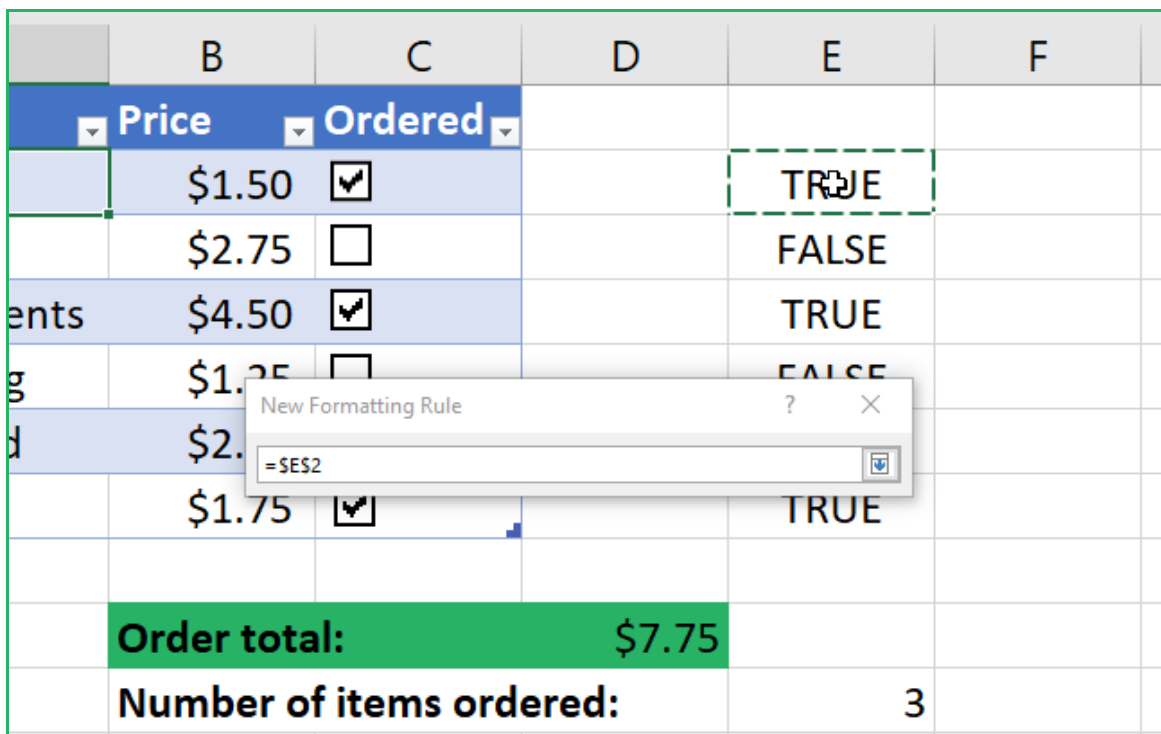 B C D E F
Price Ordered
$1.50 TRUE
$2.75 FALSE
ents $4.50 TRUE
g
New Formatting Rule ?
d $2.
=$E$2
$1.75 TRUE
Order total: $7.75
Number of items ordered: 3